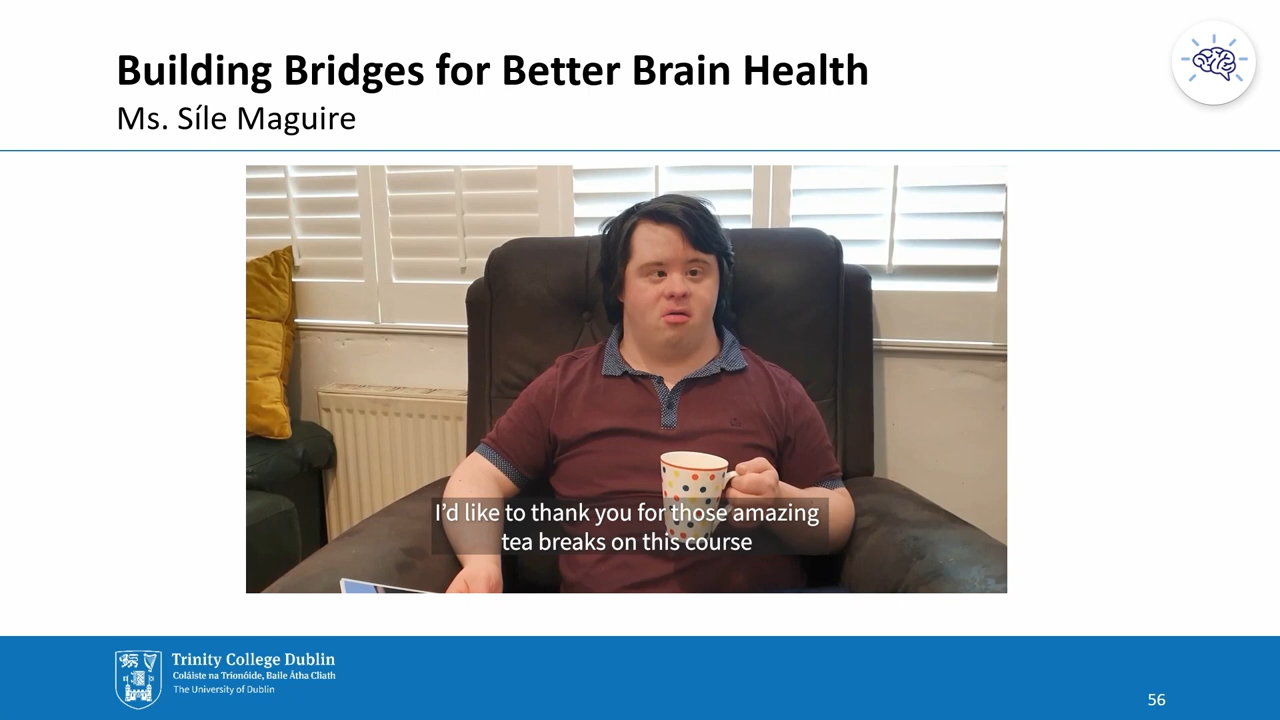 Building Bridges for Better Brain Health
Ms. Síle Maguire
I'd like to thank you for those amazing
tea breaks on this course
Trinity College Dublin
Coláiste na Tríonóide, Baile Átha Cliath
The University of Dublin
56